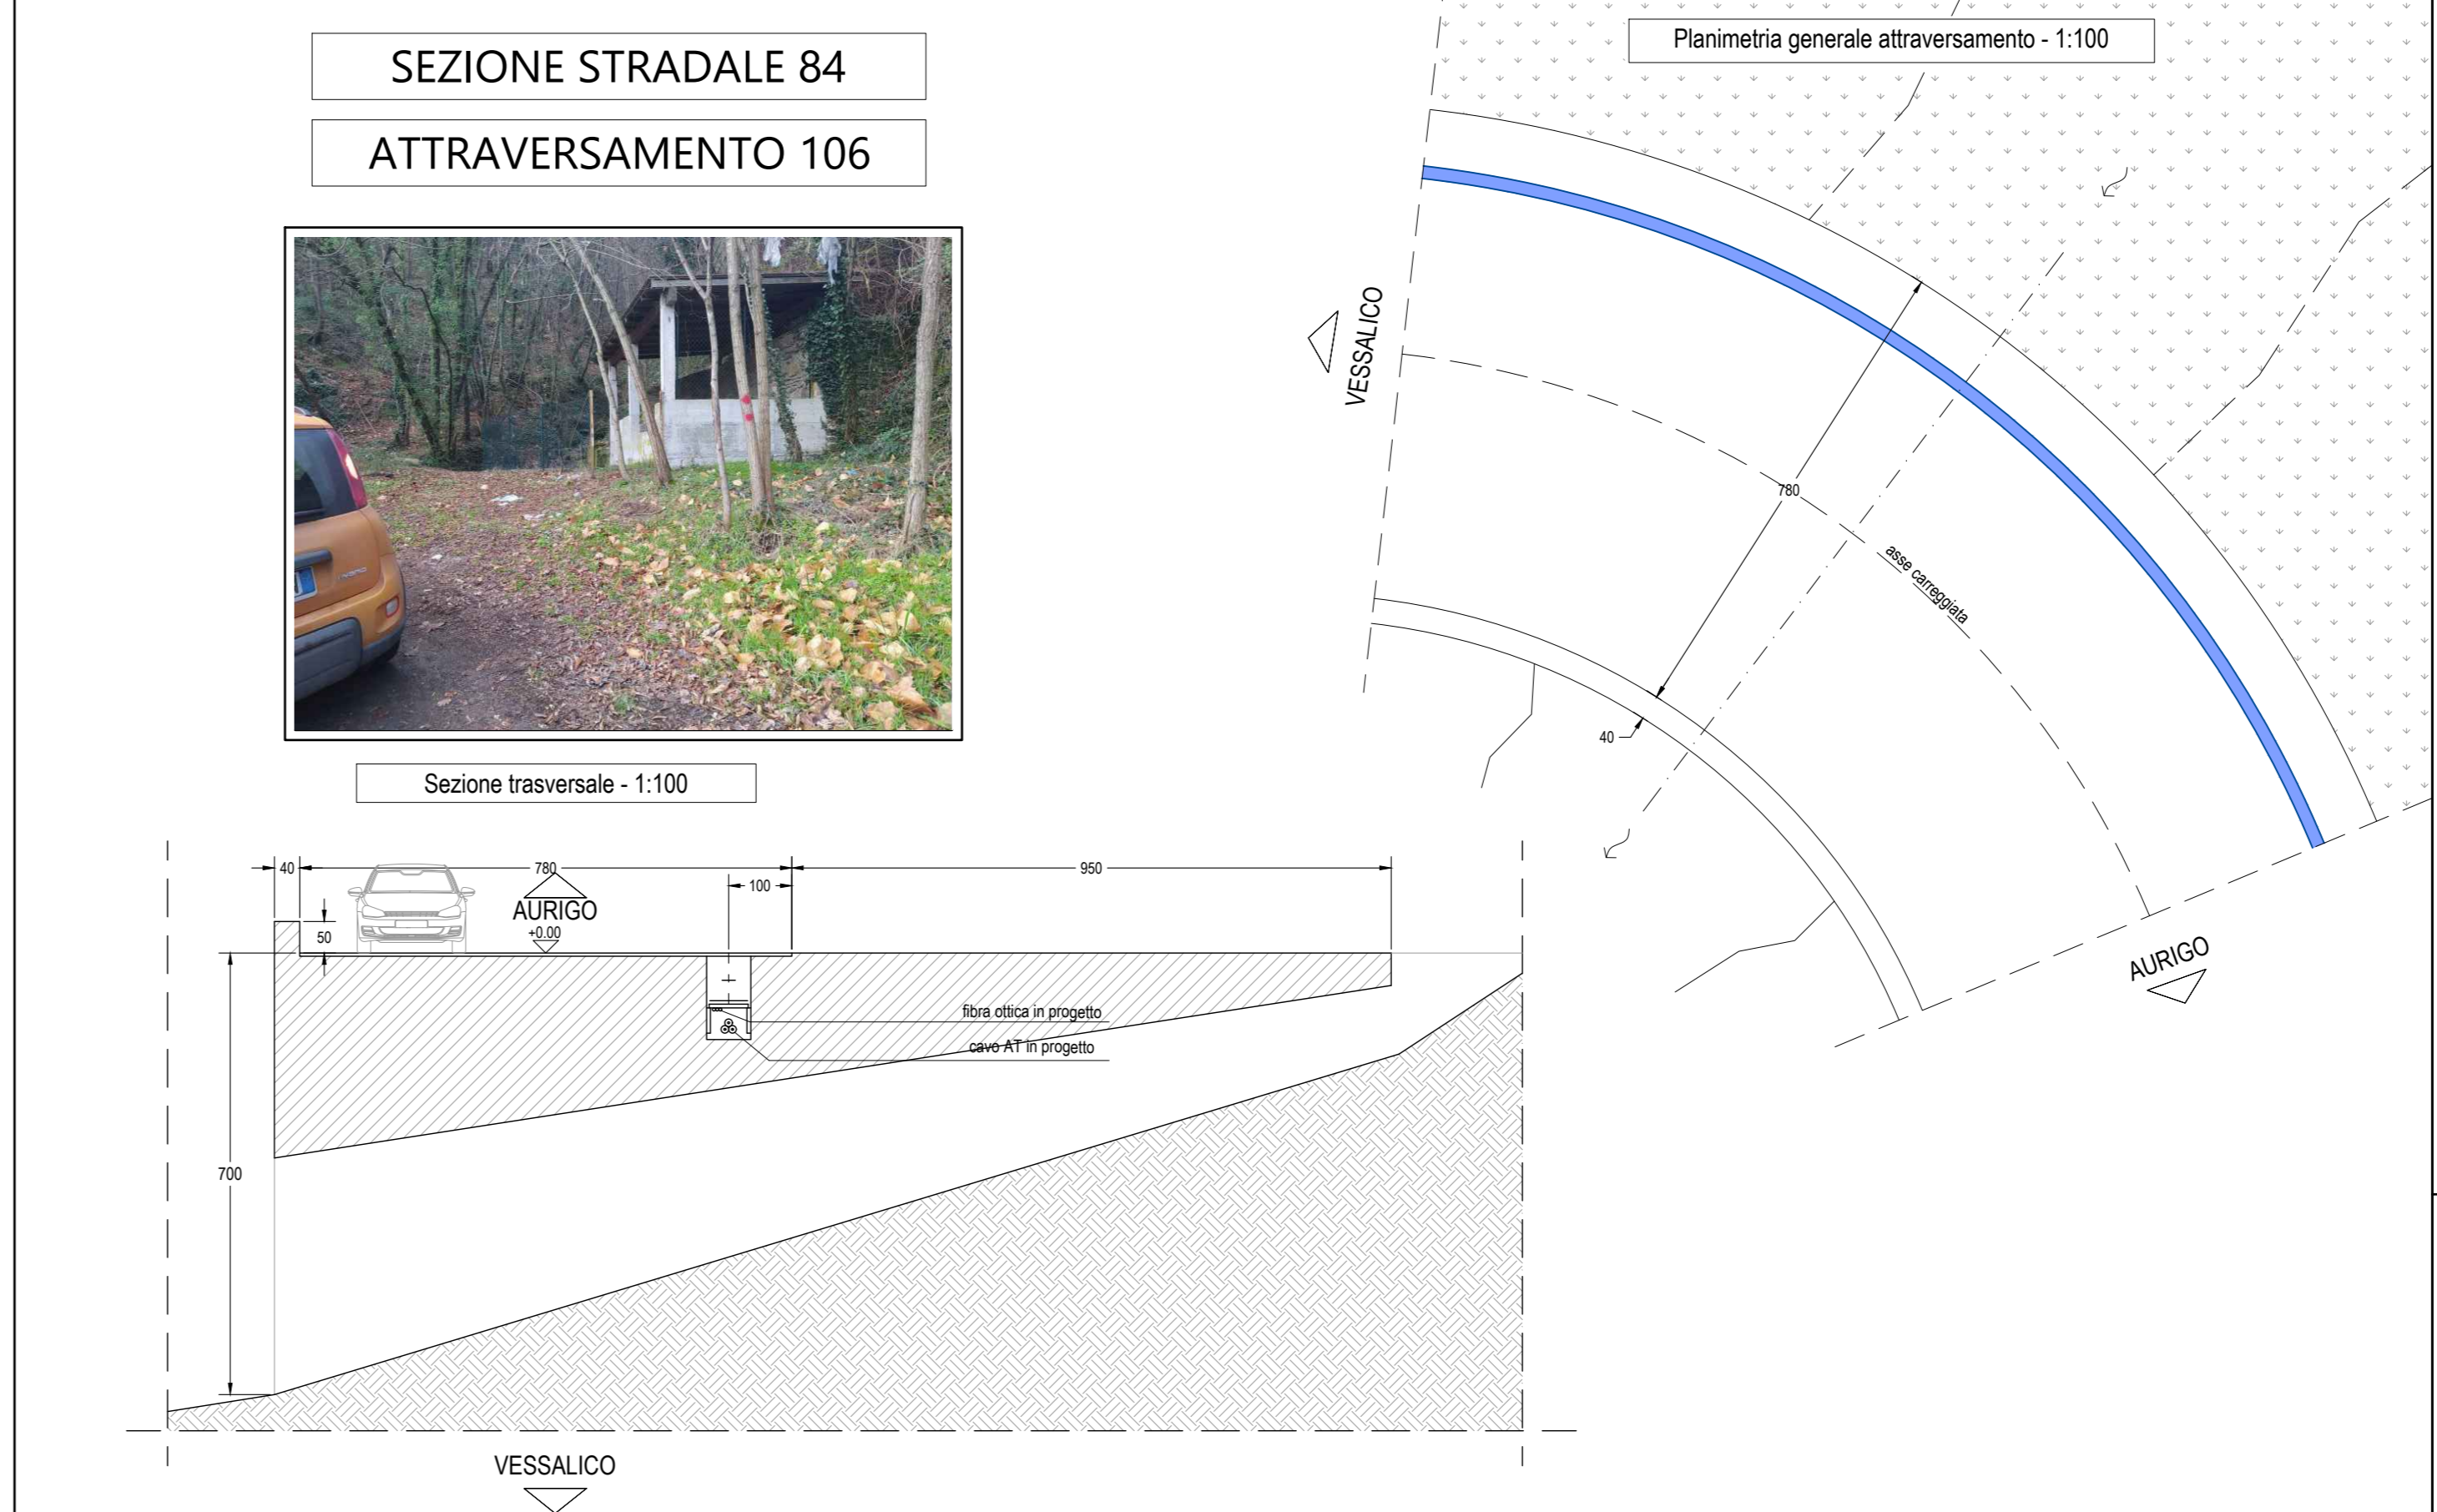 SEZIONE STRADALE 84
ATTRAVERSAMENTO 106
Planimetria generale attraversamento - 1:100
VESSALICO
780
asse carreggiata
40
AURIGO
Sezione trasversale - 1:100
40
780
950
100
AURIGO
+0.00
50
fibra ottica in progetto
cavo AT in progetto
700
VESSALICO